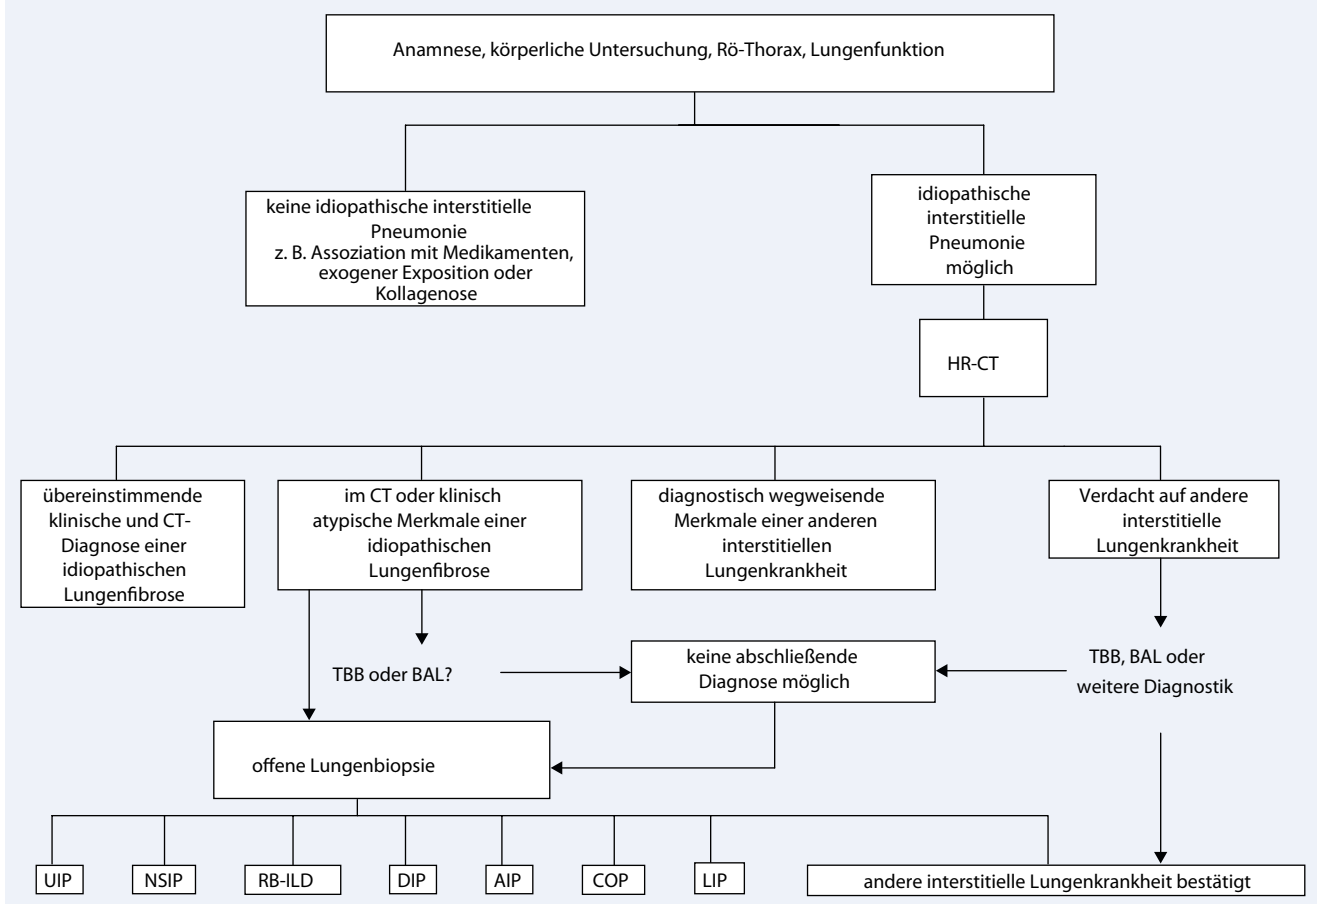 Anamnese, körperliche Untersuchung, Rö-Thorax, Lungenfunktion
keine idiopathische interstitielle
Pneumonie
z. B. Assoziation mit Medikamenten,
exogener Exposition oder
Kollagenose
idiopathische
interstitielle
Pneumonie
möglich
HR-CT
übereinstimmende
klinische und CT-
Diagnose einer
idiopathischen
Lungenfibrose
im CT oder klinisch
atypische Merkmale einer
idiopathischen
Lungenfibrose
diagnostisch wegweisende
Merkmale einer anderen
interstitiellen
Lungenkrankheit
Verdacht auf andere
interstitielle
Lungenkrankheit
TBB oder BAL?
keine abschließende
Diagnose möglich
TBB, BAL oder
weitere Diagnostik
offene Lungenbiopsie
UIP
NSIP
RB-ILD
DIP
AIP
COP
LIP
andere interstitielle Lungenkrankheit bestätigt